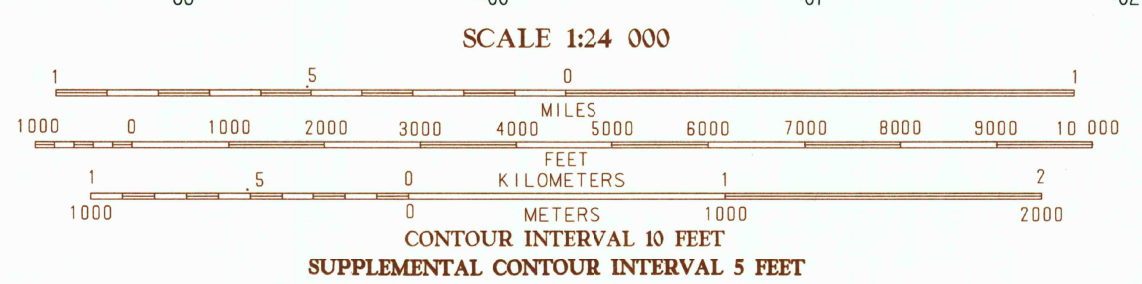 SCALE 1:24 000
1 .5 0 1
MILES
1000 0 1000 2000 3000 4000 5000 6000 7000 8000 9000 10 000
FEET
1 .5 0 KILOMETERS 1 2
1000 0 METERS 1000 2000
CONTOUR INTERVAL 10 FEET
SUPPLEMENTAL CONTOUR INTERVAL 5 FEET